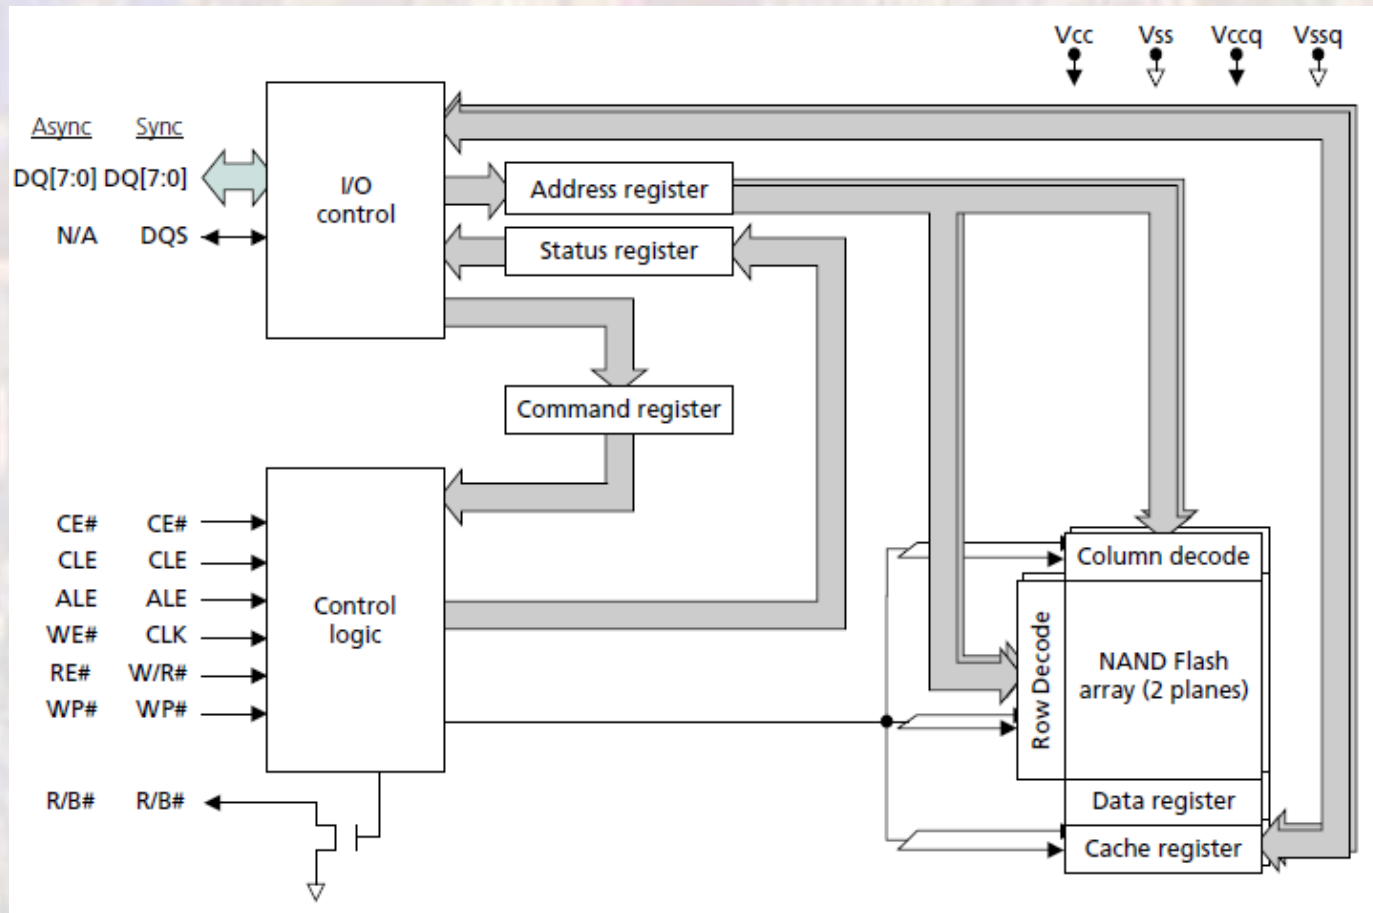 Vcc Vss Vccq Vssq
Async Sync
DQ[7:0] DQ[7:0]
N/A DQS
I/O
control
Address register
Status register
Command register
CE# CE#
CLE CLE
ALE ALE
WE# CLK
RE# W/R#
WP# WP#
R/B# R/B#
Control
logic
Column decode
Row Decode
NAND Flash
array (2 planes)
Data register
Cache register